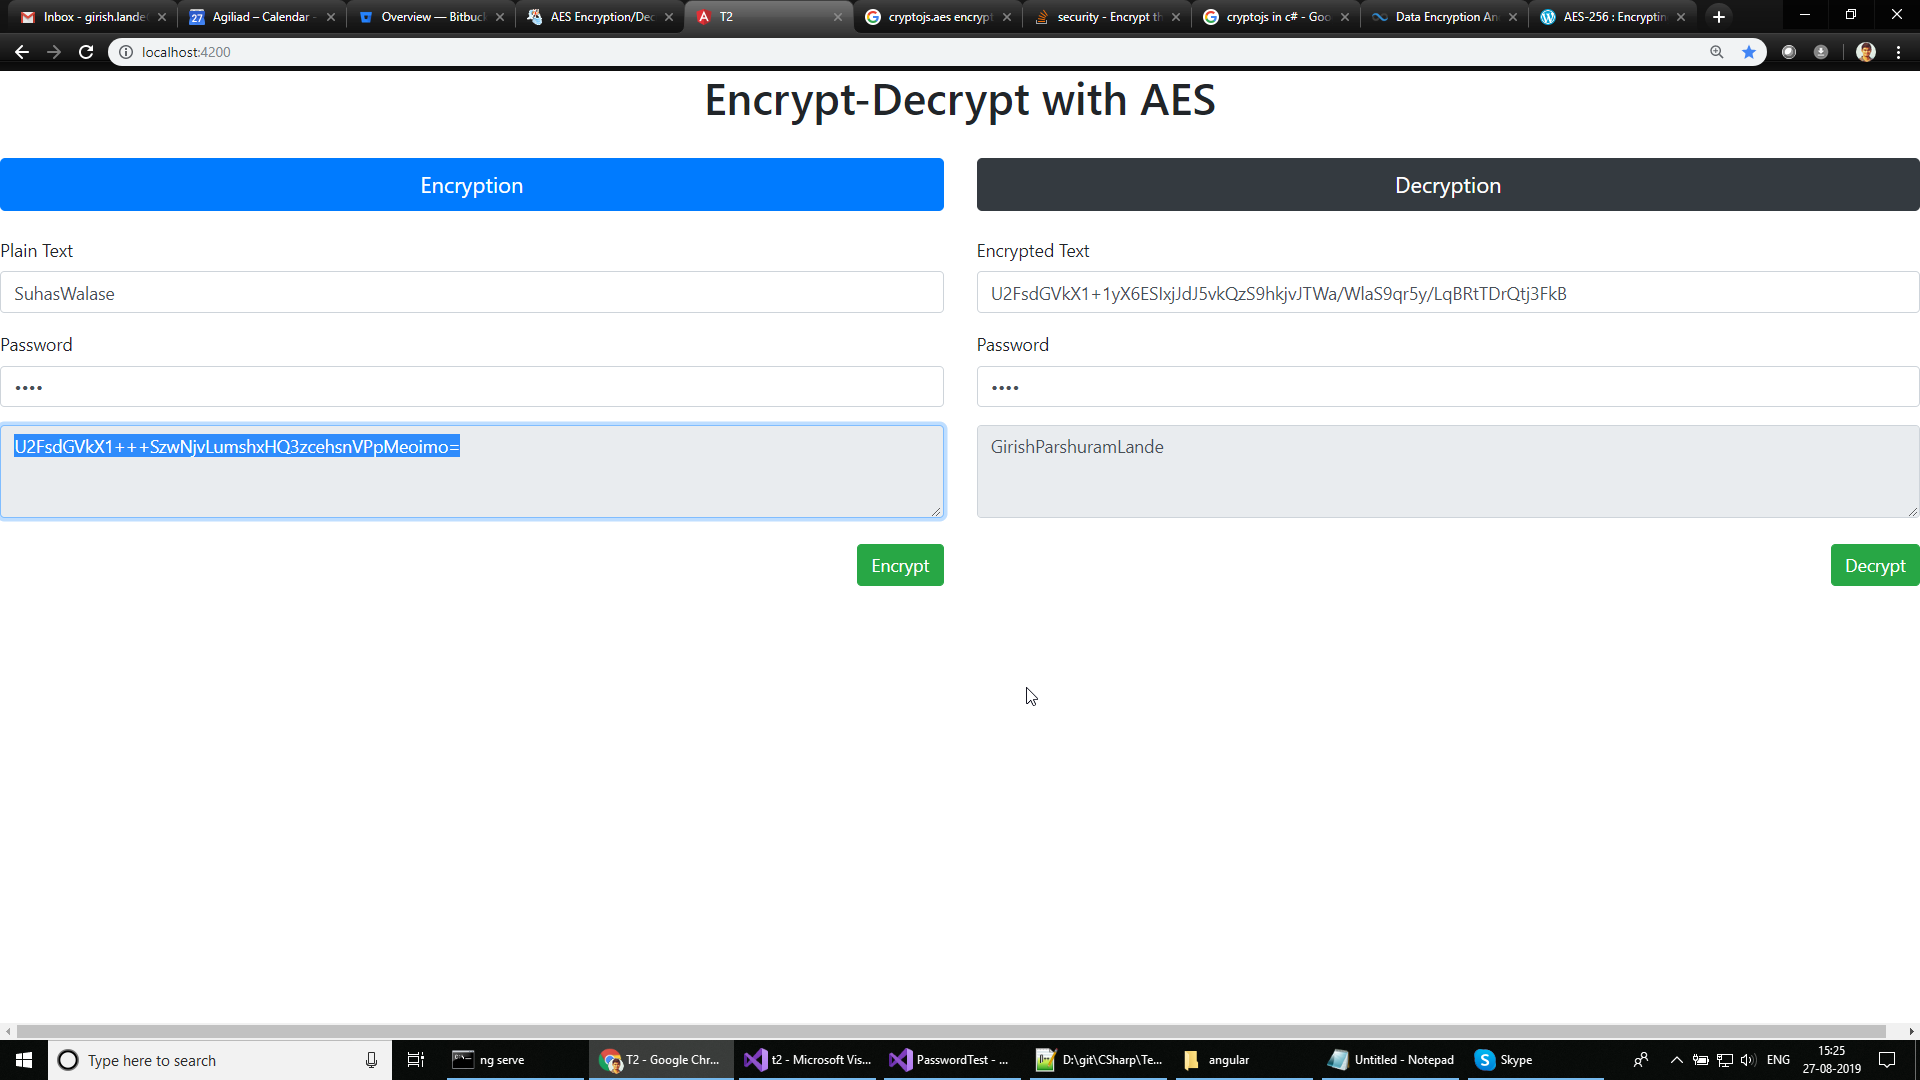 Inbox - girish.lande
Agiliad – Calendar -
Overview — Bitbuck
AES Encryption/Dec
T2
cryptojs.aes encrypt
security - Encrypt th
cryptojs in c# - Goo
Data Encryption An
AES-256 : Encryptin
localhost:4200
Encrypt-Decrypt with AES
Encryption
Decryption
Plain Text
Encrypted Text
SuhasWalase
U2FsdGVkX1+1yX6ESIxjJdJ5vkQzS9hkjvJTWa/WlaS9qr5y/LqBRtTDrQtj3FkB
Password
Password
U2FsdGVkX1+++SzwNjvLumshxHQ3zcehsnVPpMeoimo=
GirishParshuramLande
Encrypt
Decrypt
Type here to search
ng serve
T2 - Google Chr...
t2 - Microsoft Vis...
PasswordTest - ...
D:\git\CSharp\Te...
angular
Untitled - Notepad
Skype
ENG
15:25
27-08-2019